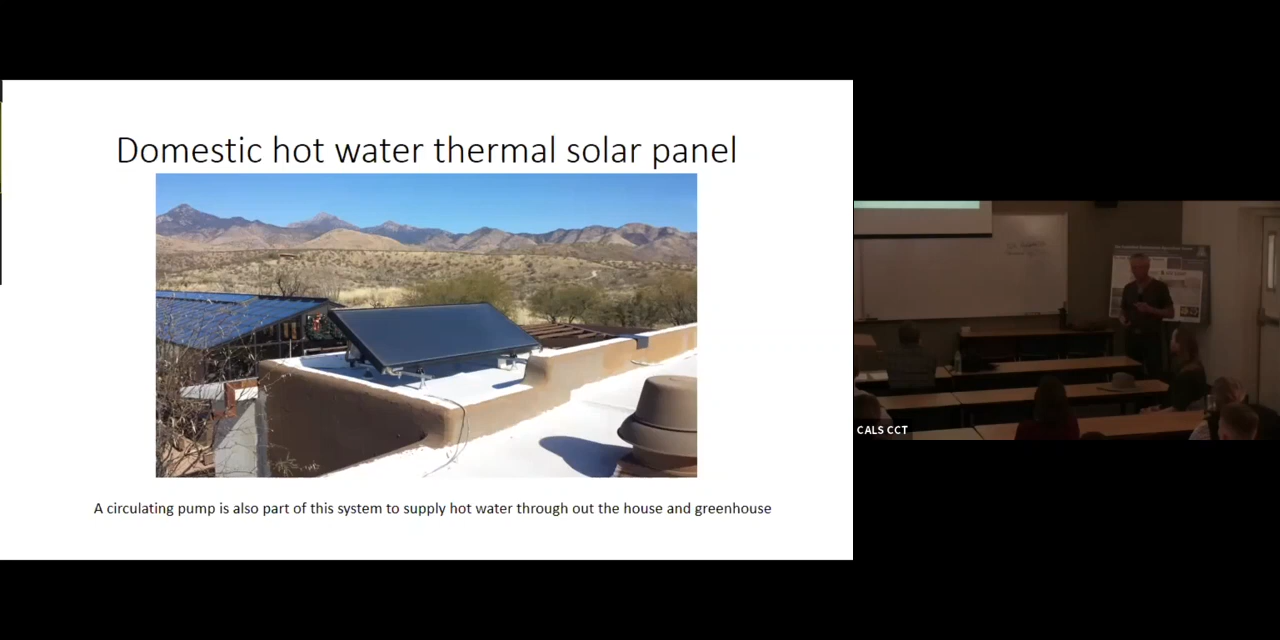 Domestic hot water thermal solar panel
A circulating pump is also part of this system to supply hot water through out the house and greenhouse
CALS CCT